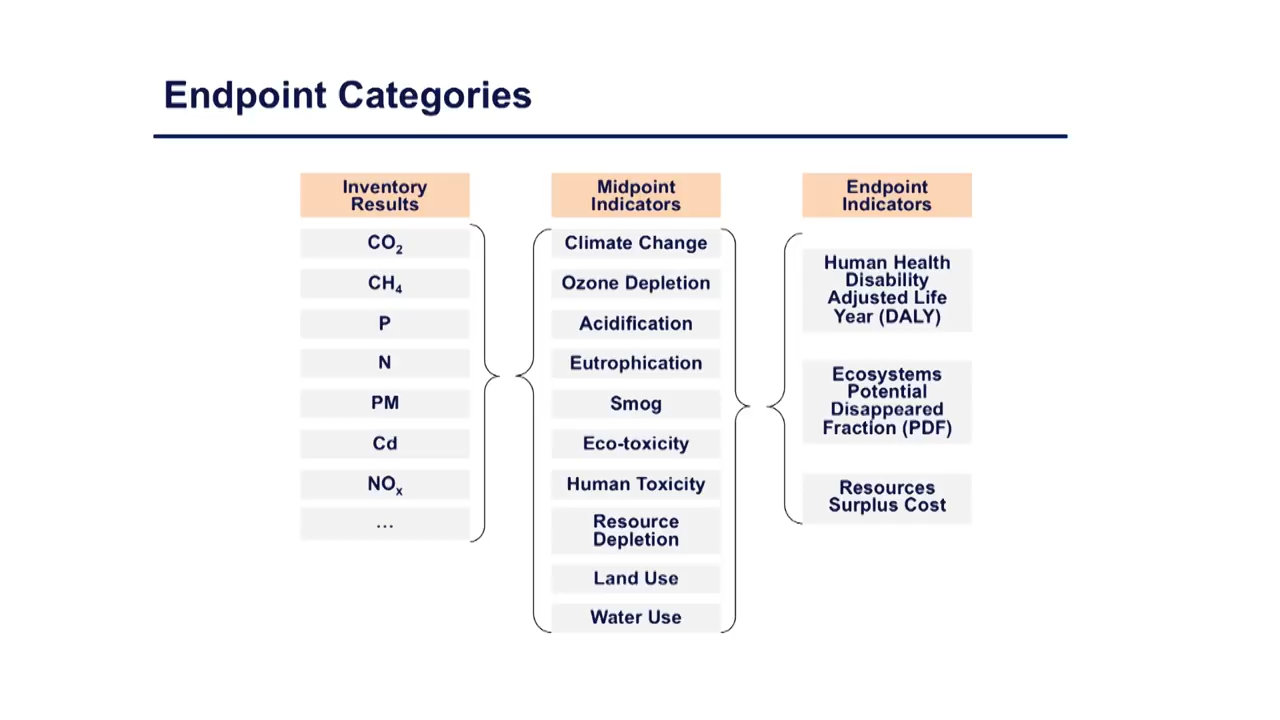 Endpoint Categories
Inventory
Results
CO₂
CH₄
P
N
PM
Cd
NOₓ
...
Midpoint
Indicators
Climate Change
Ozone Depletion
Acidification
Eutrophication
Smog
Eco-toxicity
Human Toxicity
Resource
Depletion
Land Use
Water Use
Endpoint
Indicators
Human Health
Disability
Adjusted Life
Year (DALY)
Ecosystems
Potential
Disappeared
Fraction (PDF)
Resources
Surplus Cost